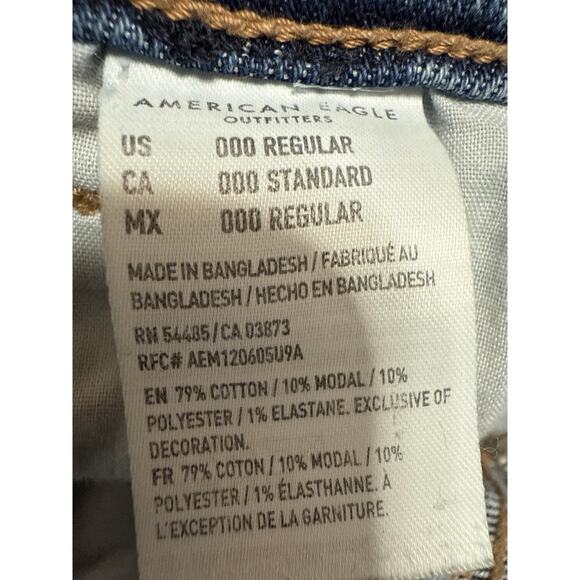 AMERICAN EAGLE
OUTFITTERS
US 000 REGULAR
CA 000 STANDARD
MX 000 REGULAR
MADE IN BANGLADESH / FABRIQUÉ AU
BANGLADESH / HECHO EN BANGLADESH
RN 54485/CA 03873
RFC# AEM120605U9A
EN 79% COTTON / 10% MODAL / 10%
POLYESTER / 1% ELASTANE. EXCLUSIVE OF
DECORATION.
FR 79% COTON / 10% MODAL / 10%
POLYESTER / 1% ÉLASTHANNE. À
L'EXCEPTION DE LA GARNITURE.